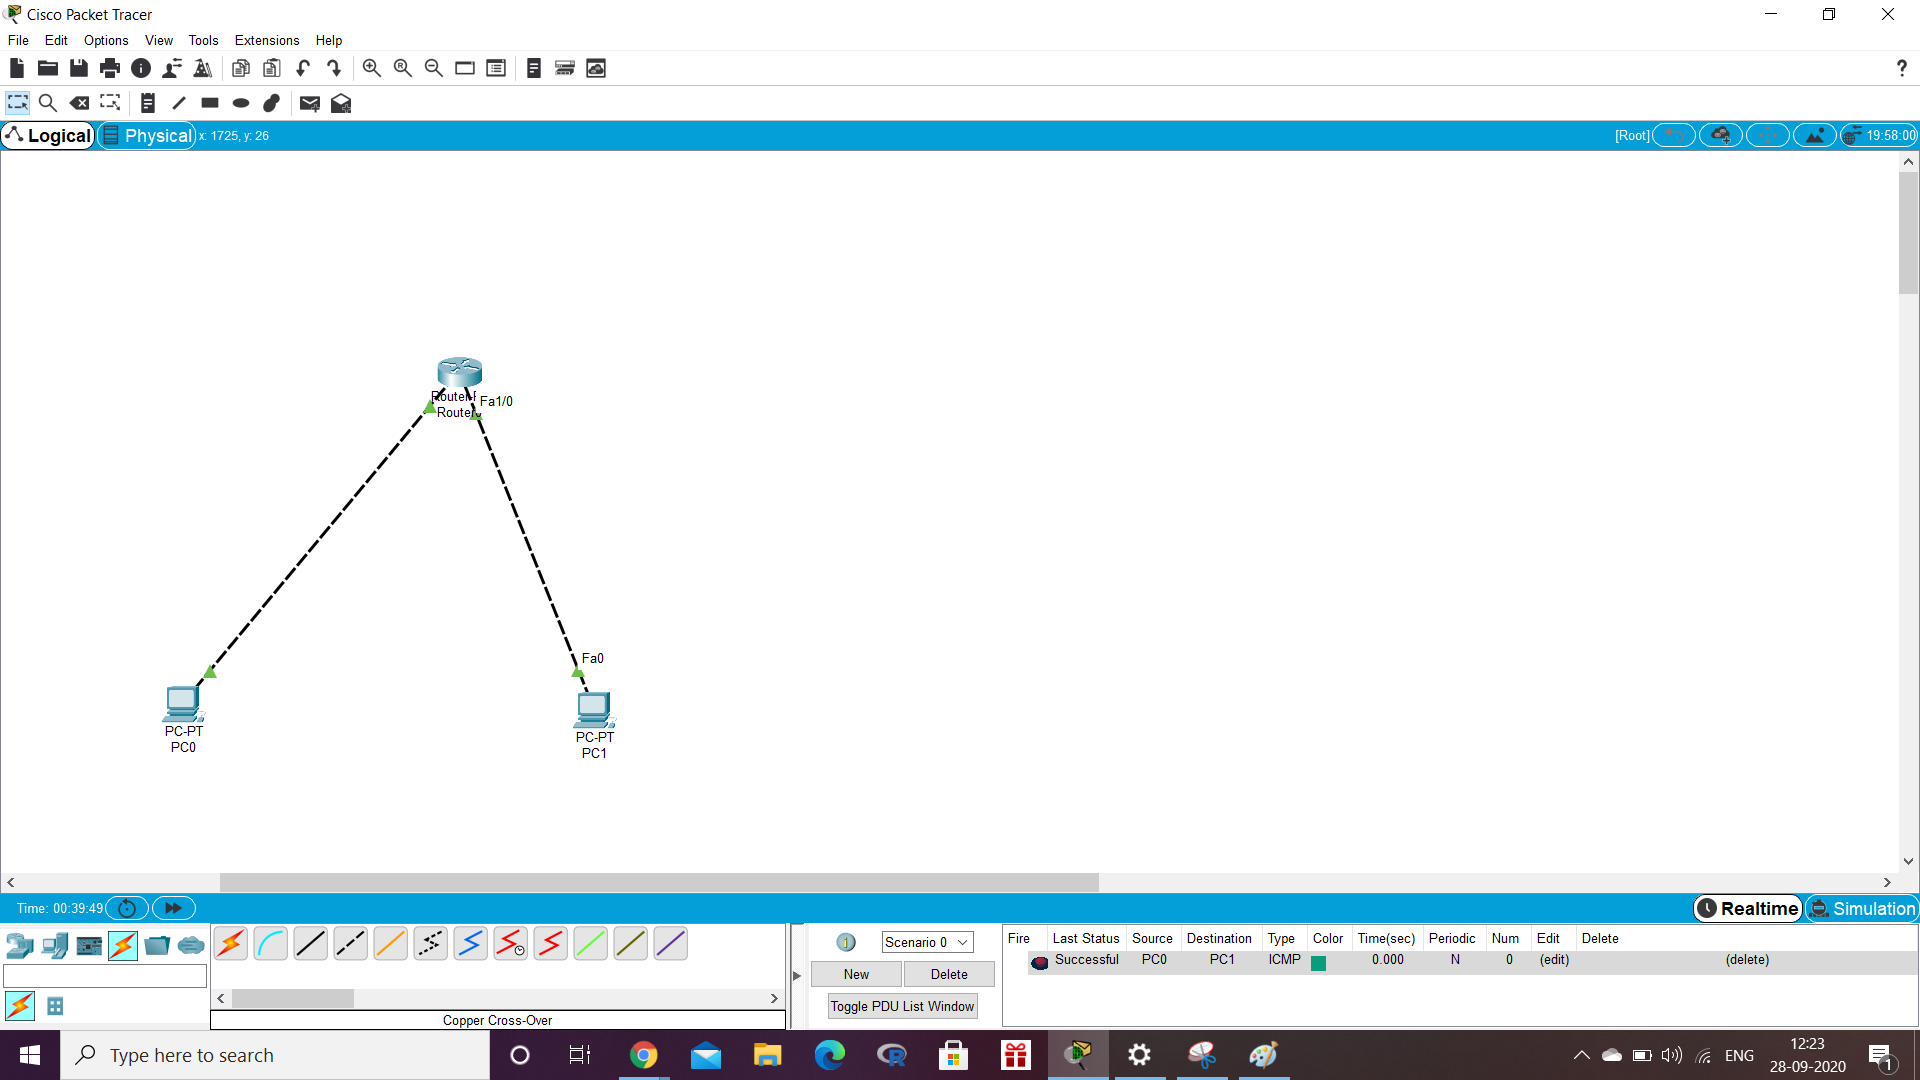 Cisco Packet Tracer
File Edit Options View Tools Extensions Help
?
Logical Physical x: 1725, y: 26 [Root] 19:58:00
Router-
Fa1/0
Router
Fa0
PC-PT
PC0
PC-PT
PC1
Time: 00:39:49 Realtime Simulation
Scenario 0
New Delete
Toggle PDU List Window
Fire Last Status Source Destination Type Color Time(sec) Periodic Num Edit Delete
Successful PC0 PC1 ICMP 0.000 N 0 (edit) (delete)
Copper Cross-Over
Type here to search
ENG
12:23
28-09-2020
1